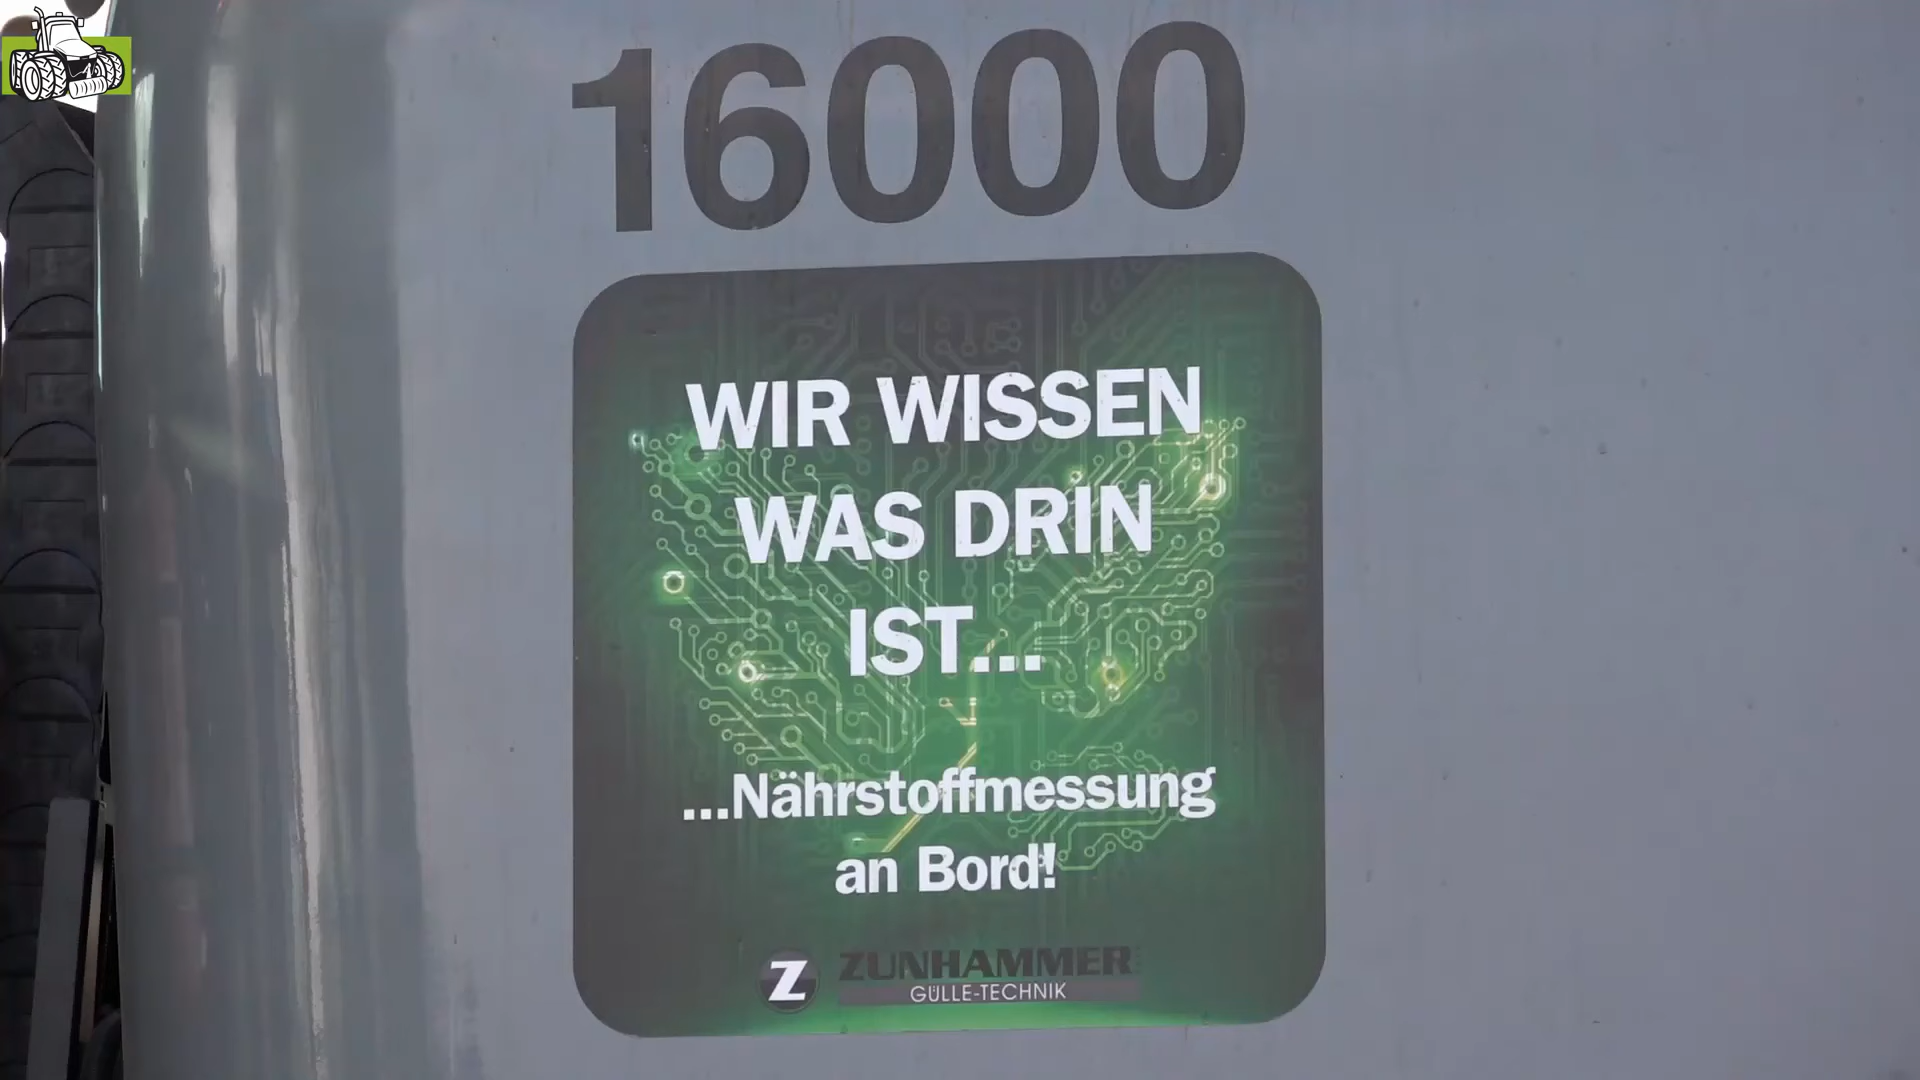 16000
WIR WISSEN
WAS DRIN
IST...
...Nährstoffmessung
an Bord!
Z ZUNHAMMER
GÜLLE-TECHNIK